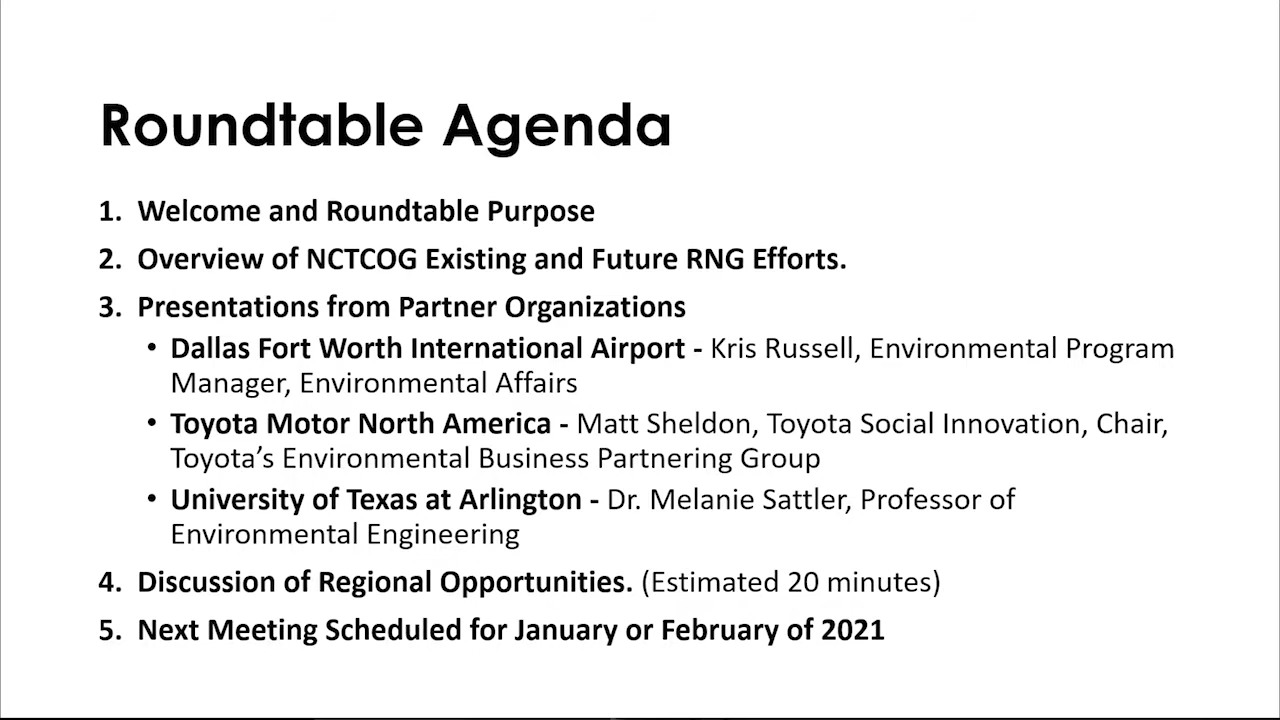 Roundtable Agenda
1. Welcome and Roundtable Purpose
2. Overview of NCTCOG Existing and Future RNG Efforts.
3. Presentations from Partner Organizations
• Dallas Fort Worth International Airport - Kris Russell, Environmental Program
Manager, Environmental Affairs
• Toyota Motor North America - Matt Sheldon, Toyota Social Innovation, Chair,
Toyota’s Environmental Business Partnering Group
• University of Texas at Arlington - Dr. Melanie Sattler, Professor of
Environmental Engineering
4. Discussion of Regional Opportunities. (Estimated 20 minutes)
5. Next Meeting Scheduled for January or February of 2021